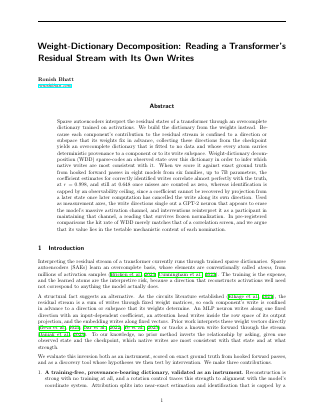 Weight-Dictionary Decomposition: Reading a Transformer's
Residual Stream with Its Own Writes
Ronish Bhatt
Abstract
Sparse autoencoders interpret the residual states of a transformer through an overcomplete
dictionary trained on activations. We build the dictionary from the weights instead. Be-
cause each component's contribution to the residual stream is confined to a direction or
subspace that its weights fix in advance, collecting these directions from the checkpoint
yields an overcomplete dictionary that is fitted to no data and whose every atom carries
deterministic provenance to a component or to its write subspace. Weight-dictionary decom-
position (WDD) sparse-codes an observed state over this dictionary in order to infer which
native writes are most consistent with it. When we score it against exact ground truth
from hooked forward passes in eight models from six families, up to 7B parameters, the
coefficient estimates for correctly identified writes correlate almost perfectly with the truth,
at r = 0.998, and still at 0.649 once misses are counted as zero, whereas identification is
capped by an observability ceiling, since a coefficient cannot be recovered by projection from
a later state once later computation has cancelled the write along its own direction. Used
as measurement axes, the write directions single out a GPT-2 neuron that appears to erase
the model's massive activation channel, and interventions reinterpret it as a participant in
maintaining that channel, a reading that survives norm normalization. In pre-registered
comparisons the lift rate of WDD merely matches that of a correlation screen, and we argue
that its value lies in the testable mechanistic content of each nomination.
1 Introduction
Interpreting the residual stream of a transformer currently runs through trained sparse dictionaries. Sparse
autoencoders (SAEs) learn an overcomplete basis, whose elements are conventionally called atoms, from
millions of activation samples
and the learned atoms are the interpretive risk, because a direction that reconstructs activations well need
not correspond to anything the model actually does.
A structural fact suggests an alternative. As the circuits literature established
residual stream is a sum of writes through fixed weight matrices, so each component's write is confined
in advance to a direction or subspace that its weights determine. An MLP neuron writes along one fixed
direction with an input-dependent coefficient, an attention head writes inside the row space of its output
projection, and the embedding writes along fixed vectors. Prior work interprets these weight vectors directly
or tracks a known write forward through the stream
To our knowledge, no prior method inverts the relationship by asking, given one
observed state and the checkpoint, which native writes are most consistent with that state and at what
strength.
We evaluate this inversion both as an instrument, scored on exact ground truth from hooked forward passes,
and as a discovery tool whose hypotheses we then test by intervention. We make three contributions.
1. A training-free, provenance-bearing dictionary, validated as an instrument. Reconstruction is
strong with no training at all, and a rotation control traces this strength to alignment with the model's
coordinate system. Attribution splits into near-exact estimation and identification that is capped by a
1